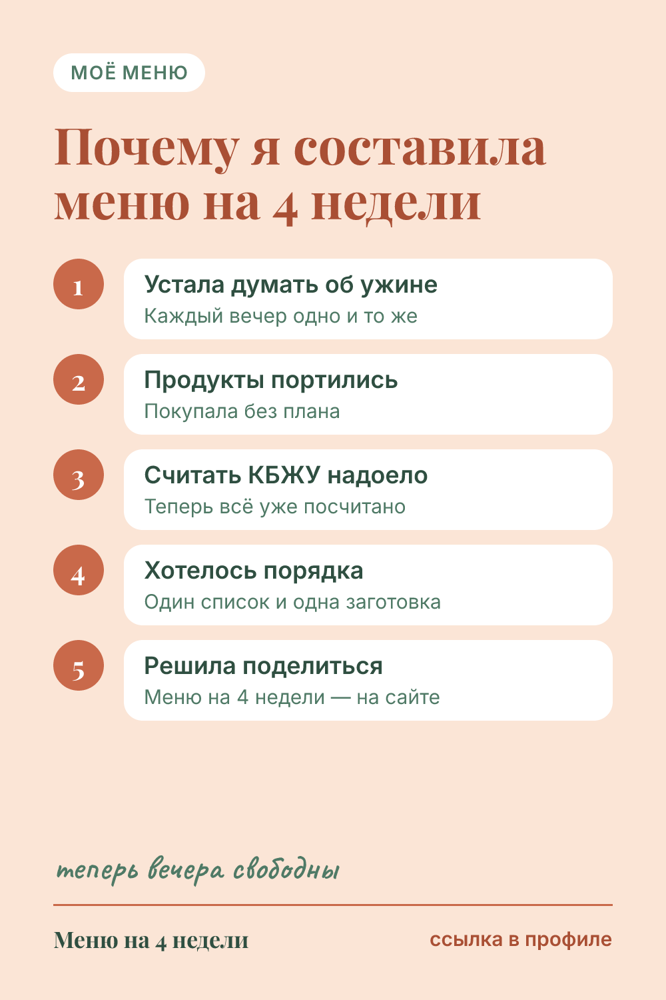 МОЁ МЕНЮ
Почему я составила
меню на 4 недели
1
Устала думать об ужине
Каждый вечер одно и то же
2
Продукты портились
Покупала без плана
3
Считать КБЖУ надоело
Теперь всё уже посчитано
4
Хотелось порядка
Один список и одна заготовка
5
Решила поделиться
Меню на 4 недели — на сайте
теперь вечера свободны
Меню на 4 недели
ссылка в профиле